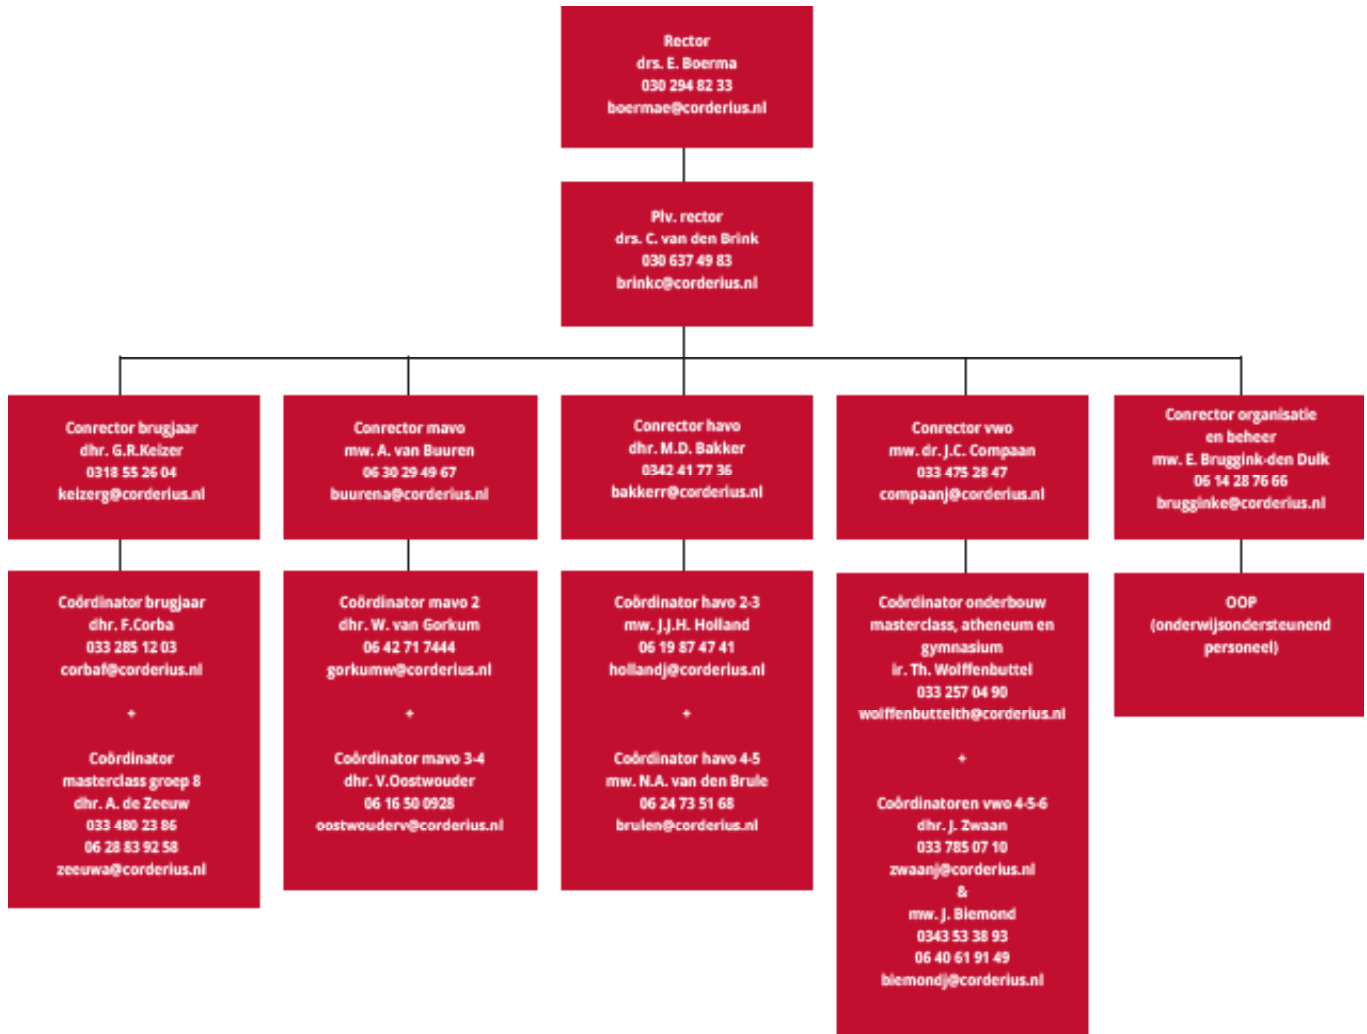 Rector
drs. E. Boerma
030 294 82 33
boermae@corderius.nl
Plv. rector
drs. C. van den Brink
030 637 49 83
brinkc@corderius.nl
Conrector brugjaar
dhr. G.R.Keizer
0318 55 26 04
keizerg@corderius.nl
Conrector mavo
mw. A. van Buuren
06 30 29 49 67
buurena@corderius.nl
Conrector havo
dhr. M.D. Bakker
0342 41 77 36
bakkerr@corderius.nl
Conrector vwo
mw. dr. J.C. Compaan
033 475 28 47
compaanj@corderius.nl
Conrector organisatie
en beheer
mw. E. Bruggink-den Dulk
06 14 28 76 66
brugginke@corderius.nl
Coördinator brugjaar
dhr. F.Corba
033 285 12 03
corbaf@corderius.nl
+
Coördinator
masterclass groep 8
dhr. A. de Zeeuw
033 480 23 86
06 28 83 92 58
zeeuwa@corderius.nl
Coördinator mavo 2
dhr. W. van Gorkum
06 42 71 7444
gorkumw@corderius.nl
+
Coördinator mavo 3-4
dhr. V.Oostwouder
06 16 50 0928
oostwouderv@corderius.nl
Coördinator havo 2-3
mw. J.J.H. Holland
06 19 87 47 41
hollandj@corderius.nl
+
Coördinator havo 4-5
mw. N.A. van den Brule
06 24 73 51 68
brulen@corderius.nl
Coördinator onderbouw
masterclass, atheneum en
gymnasium
ir. Th. Wolffenbuttel
033 257 04 90
wolffenbuttelth@corderius.nl
+
Coördinatoren vwo 4-5-6
dhr. J. Zwaan
033 785 07 10
zwaanj@corderius.nl
&
mw. J. Biemond
0343 53 38 93
06 40 61 91 49
biemondj@corderius.nl
OOP
(onderwijsondersteunend
personeel)